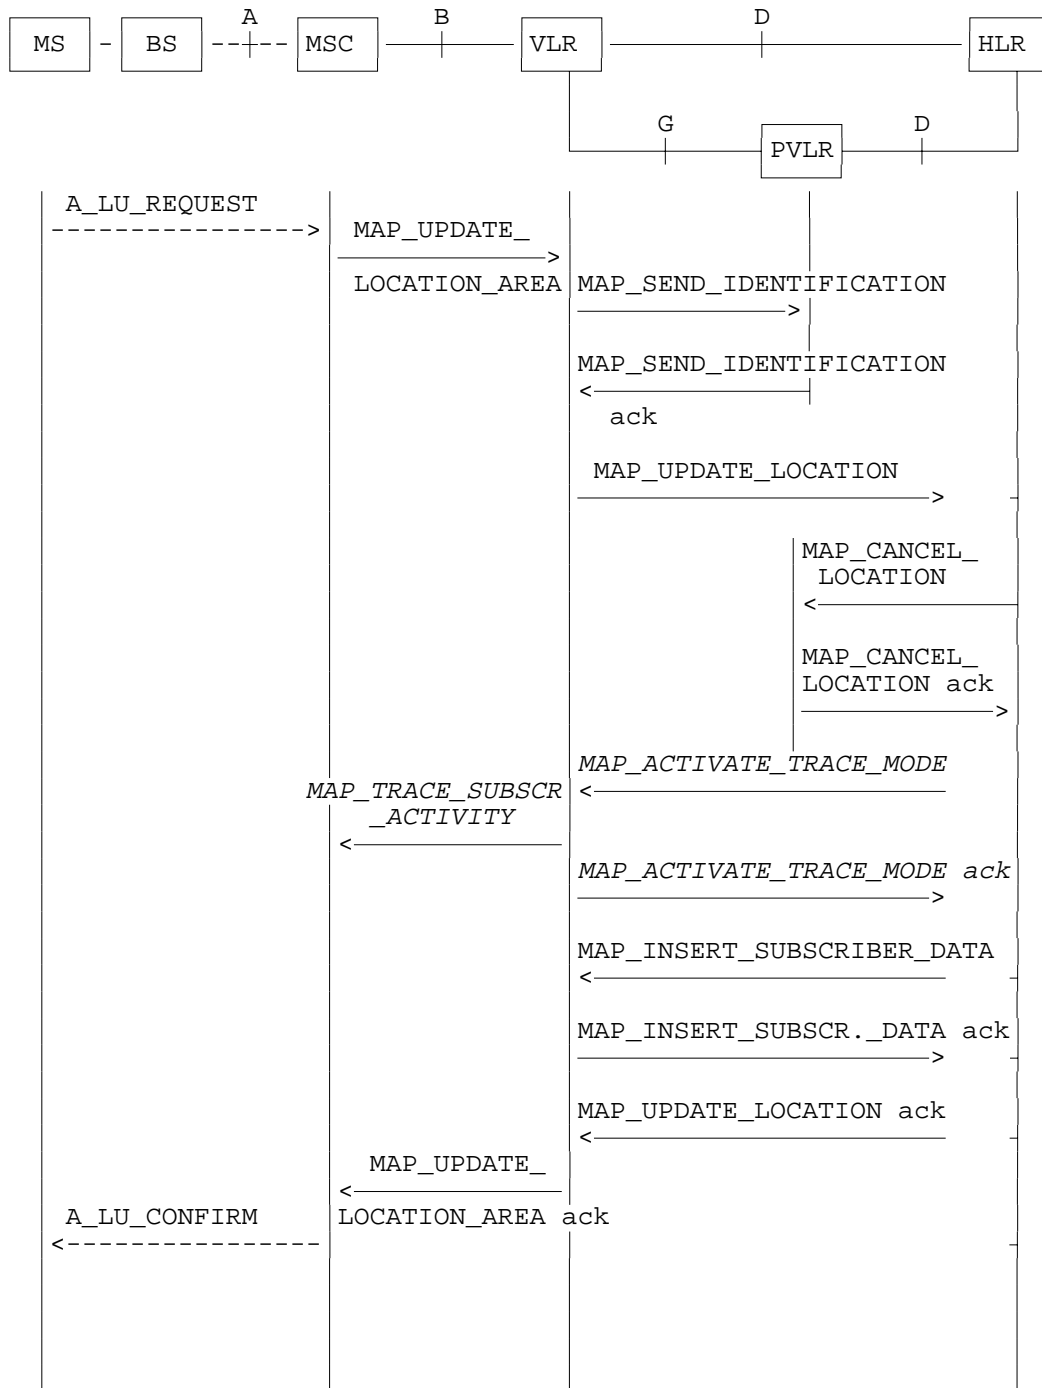 A B D
MS BS MSC VLR HLR
G D
PVLR
A_LU_REQUEST
MAP_UPDATE_
LOCATION_AREA MAP_SEND_IDENTIFICATION
MAP_SEND_IDENTIFICATION
ack
MAP_UPDATE_LOCATION
MAP_CANCEL_
LOCATION
MAP_CANCEL_
LOCATION ack
MAP_ACTIVATE_TRACE_MODE
MAP_TRACE_SUBSCR
_ACTIVITY
MAP_ACTIVATE_TRACE_MODE ack
MAP_INSERT_SUBSCRIBER_DATA
MAP_INSERT_SUBSCR._DATA ack
MAP_UPDATE_LOCATION ack
MAP_UPDATE_
A_LU_CONFIRM LOCATION_AREA ack